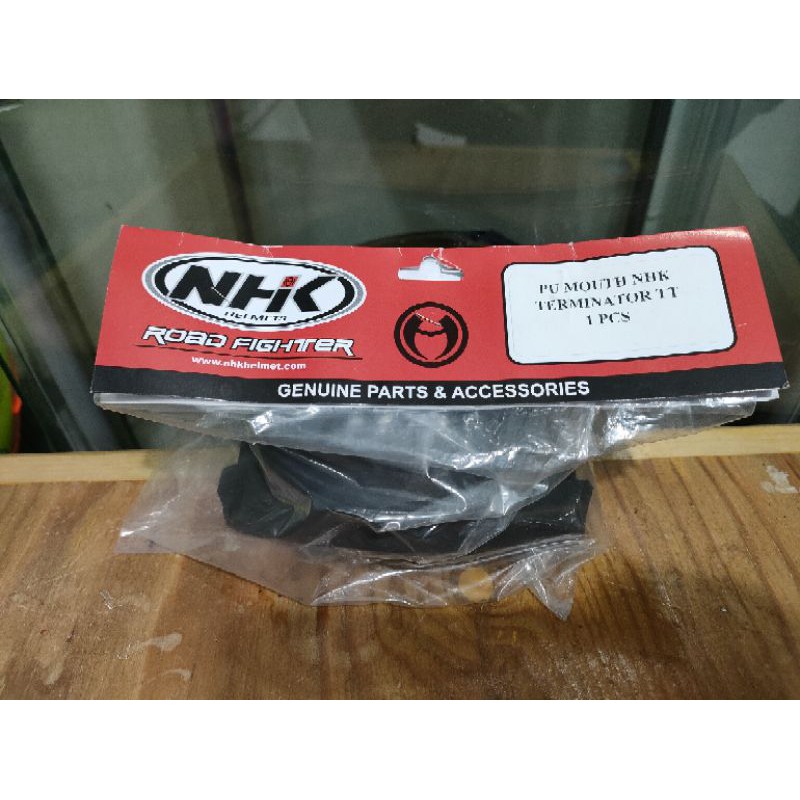 NHK
HELMETS
ROAD FIGHTER
www.nhkhelmet.com
PU MOUTH NHK
TERMINATOR TT
1 PCS
GENUINE PARTS & ACCESSORIES